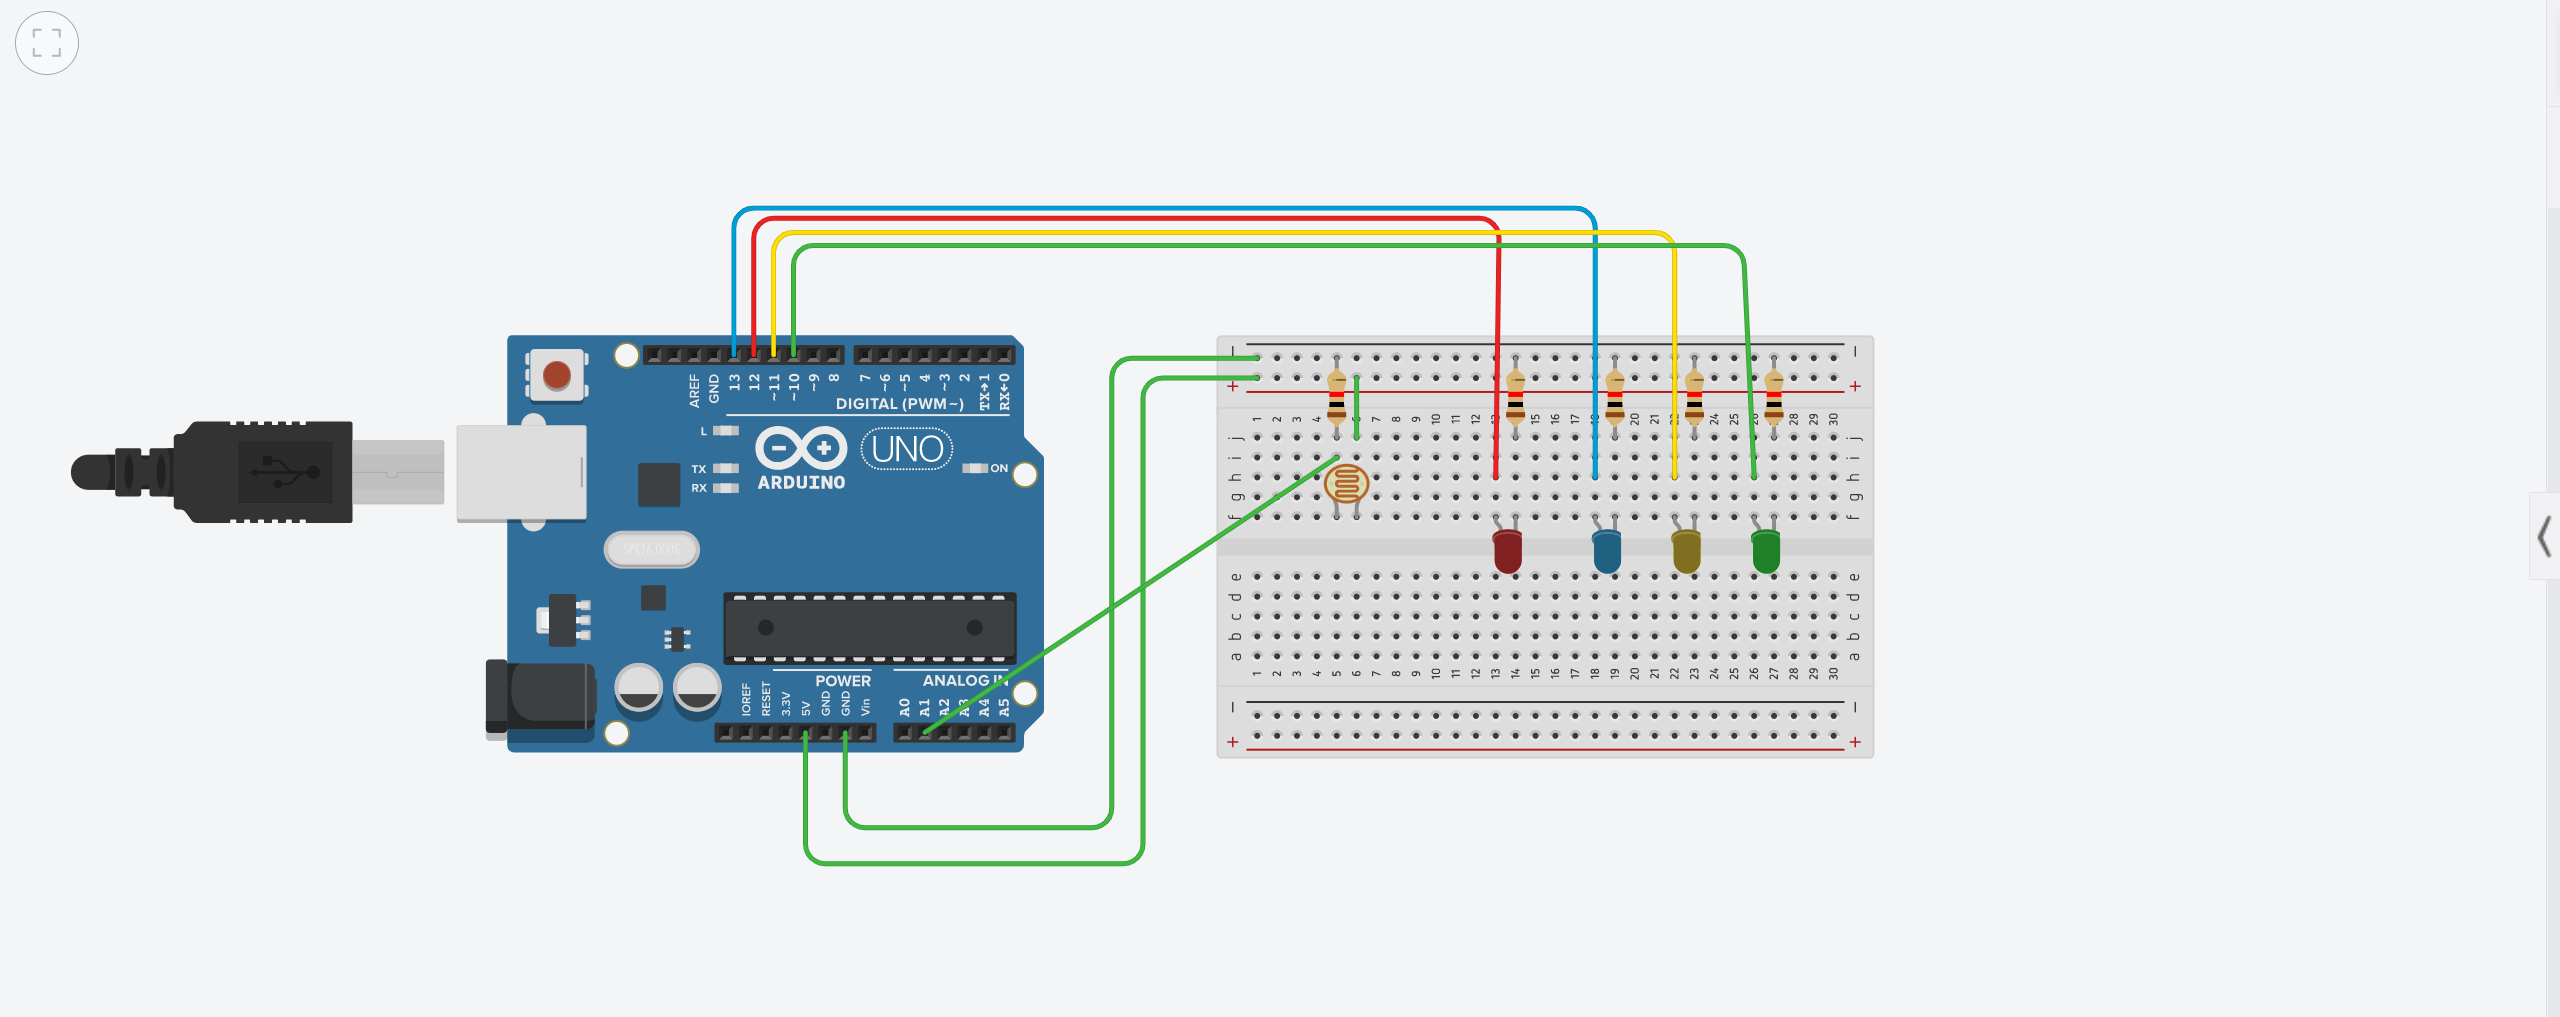 AREF
GND
13
12
~11
~10
~9
8
7
~6
~5
4
~3
2
TX→1
RX←0
DIGITAL (PWM~)
L
TX
RX
ARDUINO
UNO
ON
SPK16.000G
POWER
ANALOG IN
IOREF
RESET
3.3V
5V
GND
GND
Vin
A0
A1
A2
A3
A4
A5
− −
+ +
1 2 3 4 5 6 7 8 9 10 11 12 13 14 15 16 17 18 19 20 21 22 23 24 25 26 27 28 29 30
j j
i i
h h
g g
f f
e e
d d
c c
b b
a a
1 2 3 4 5 6 7 8 9 10 11 12 13 14 15 16 17 18 19 20 21 22 23 24 25 26 27 28 29 30
− −
+ +